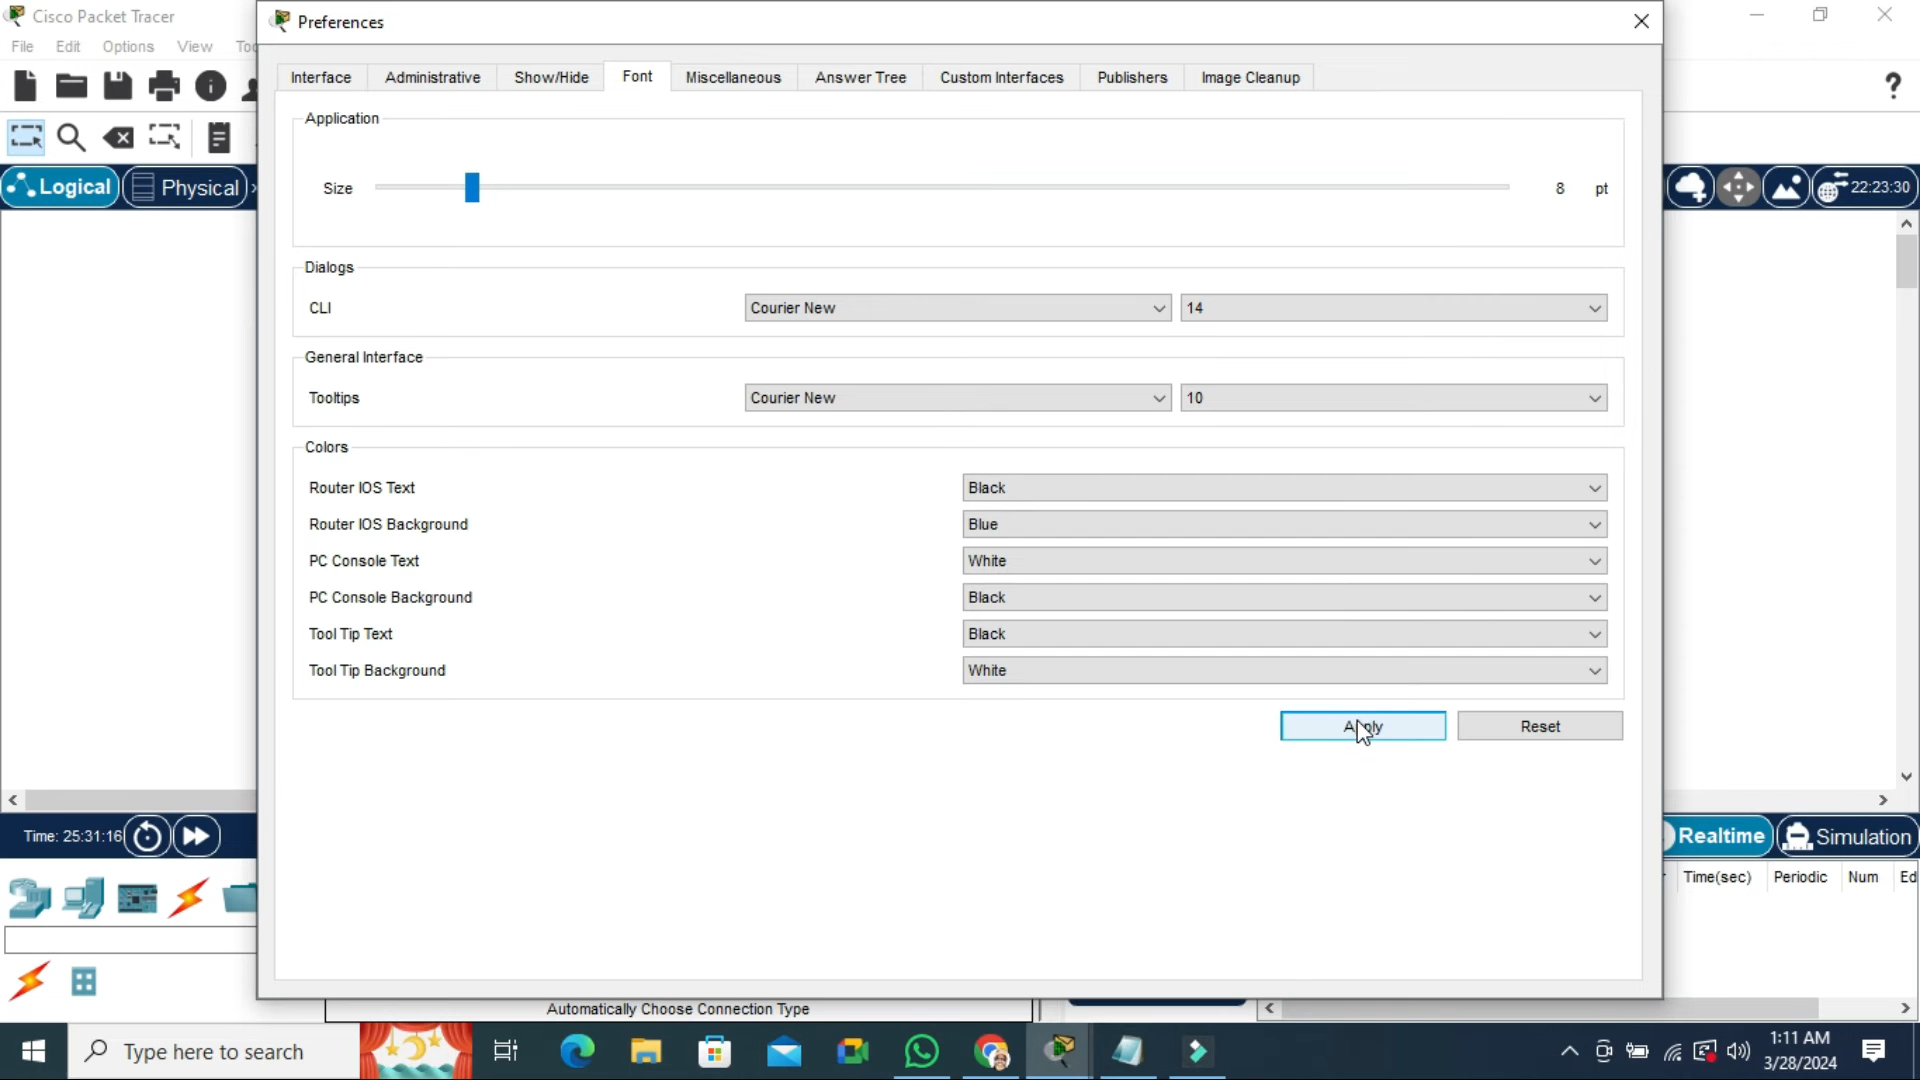 Cisco Packet Tracer
Preferences
File Edit Options View
Interface Administrative Show/Hide Font Miscellaneous Answer Tree Custom Interfaces Publishers Image Cleanup
?
Application
Size 8 pt
Logical Physical 22:23:30
Dialogs
CLI Courier New 14
General Interface
Tooltips Courier New 10
Colors
Router IOS Text Black
Router IOS Background Blue
PC Console Text White
PC Console Background Black
Tool Tip Text Black
Tool Tip Background White
Apply Reset
Time: 25:31:16
Realtime Simulation
Time(sec) Periodic Num Ed
Automatically Choose Connection Type
Type here to search
1:11 AM
3/28/2024